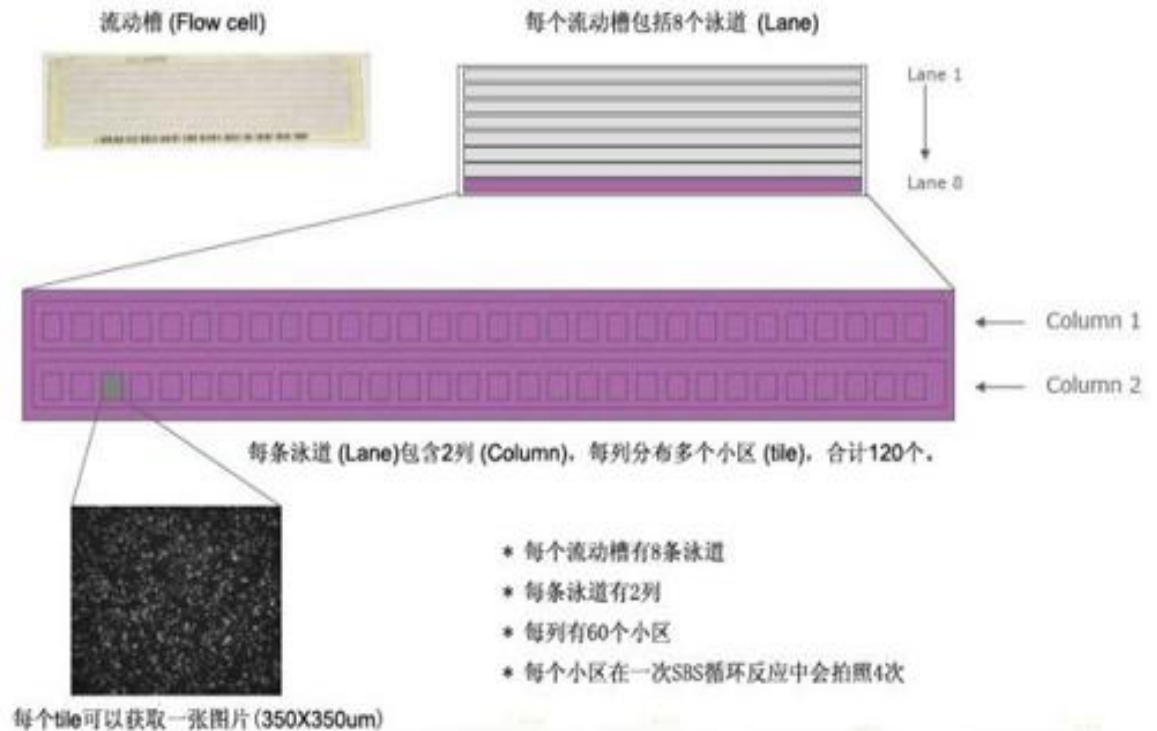 流动槽 (Flow cell)
每个流动槽包括8个泳道 (Lane)
Lane 1
Lane 8
Column 1
Column 2
每条泳道 (Lane)包含2列 (Column)，每列分布多个小区 (tile)，合计120个。
* 每个流动槽有8条泳道
* 每条泳道有2列
* 每列有60个小区
* 每个小区在一次SBS循环反应中会拍照4次
每个tile可以获取一张图片(350X350um)